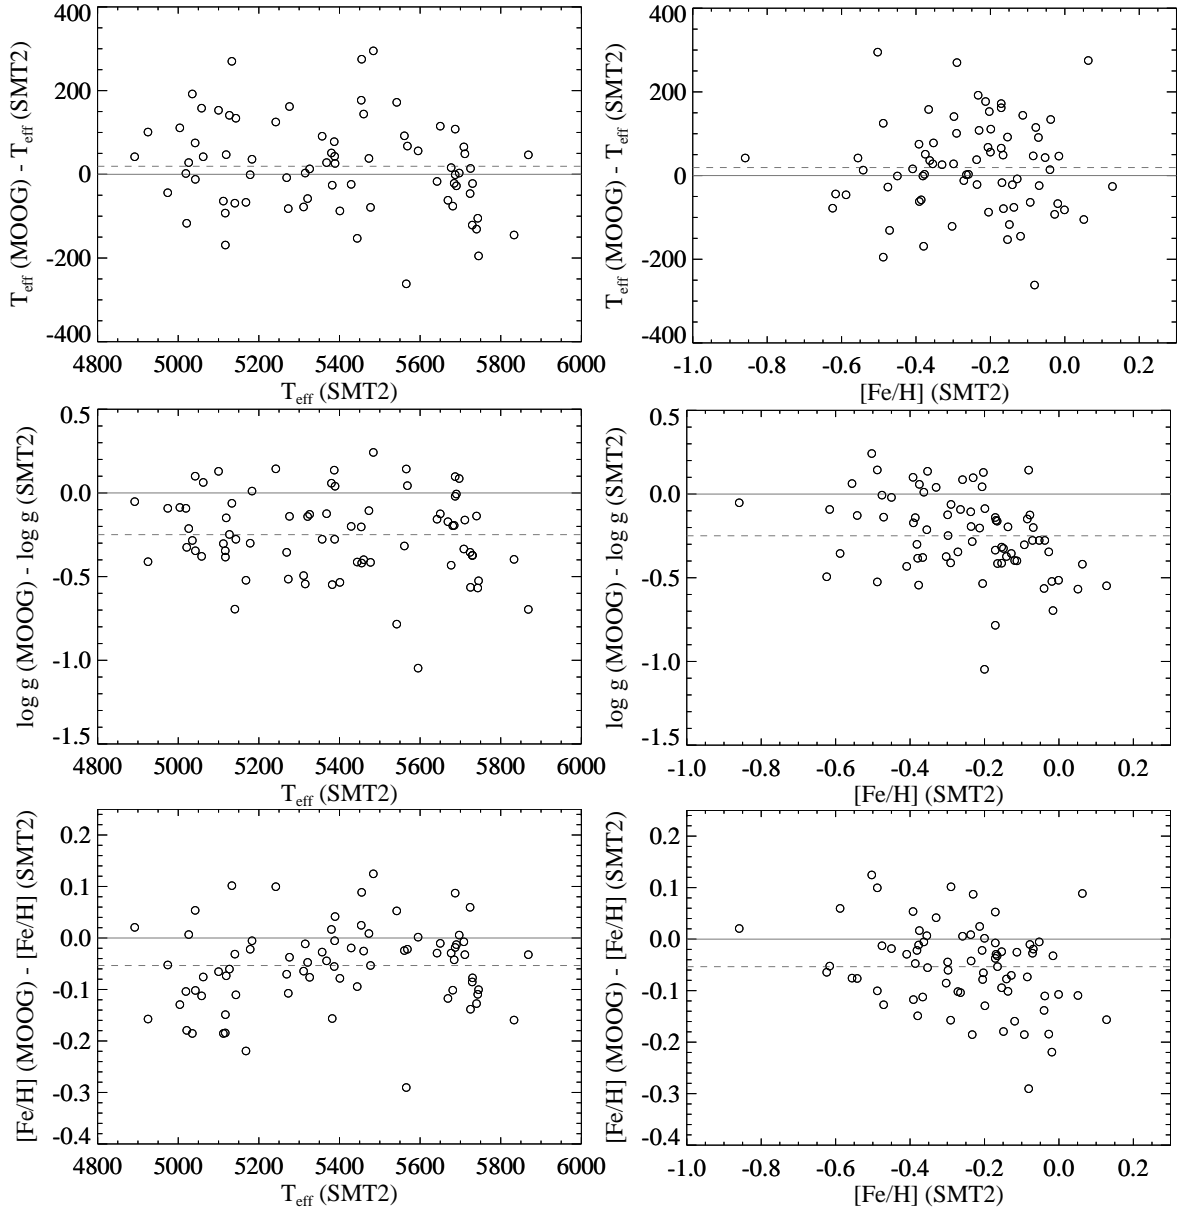 400
200
0
-200
-400
T_eff (MOOG) - T_eff (SMT2)
4800 5000 5200 5400 5600 5800 6000
T_eff (SMT2)
400
200
0
-200
-400
T_eff (MOOG) - T_eff (SMT2)
-1.0 -0.8 -0.6 -0.4 -0.2 0.0 0.2
[Fe/H] (SMT2)
0.5
0.0
-0.5
-1.0
-1.5
log g (MOOG) - log g (SMT2)
4800 5000 5200 5400 5600 5800 6000
T_eff (SMT2)
0.5
0.0
-0.5
-1.0
-1.5
log g (MOOG) - log g (SMT2)
-1.0 -0.8 -0.6 -0.4 -0.2 0.0 0.2
[Fe/H] (SMT2)
0.2
0.1
0.0
-0.1
-0.2
-0.3
-0.4
[Fe/H] (MOOG) - [Fe/H] (SMT2)
4800 5000 5200 5400 5600 5800 6000
T_eff (SMT2)
0.2
0.1
0.0
-0.1
-0.2
-0.3
-0.4
[Fe/H] (MOOG) - [Fe/H] (SMT2)
-1.0 -0.8 -0.6 -0.4 -0.2 0.0 0.2
[Fe/H] (SMT2)